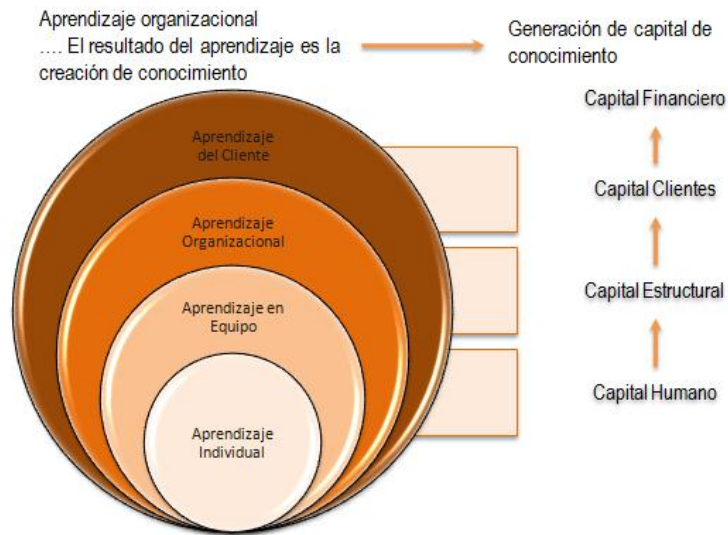 Aprendizaje organizacional
…. El resultado del aprendizaje es la
creación de conocimiento
Generación de capital de
conocimiento
Aprendizaje
del Cliente
Aprendizaje
Organizacional
Aprendizaje en
Equipo
Aprendizaje
Individual
Capital Financiero
Capital Clientes
Capital Estructural
Capital Humano